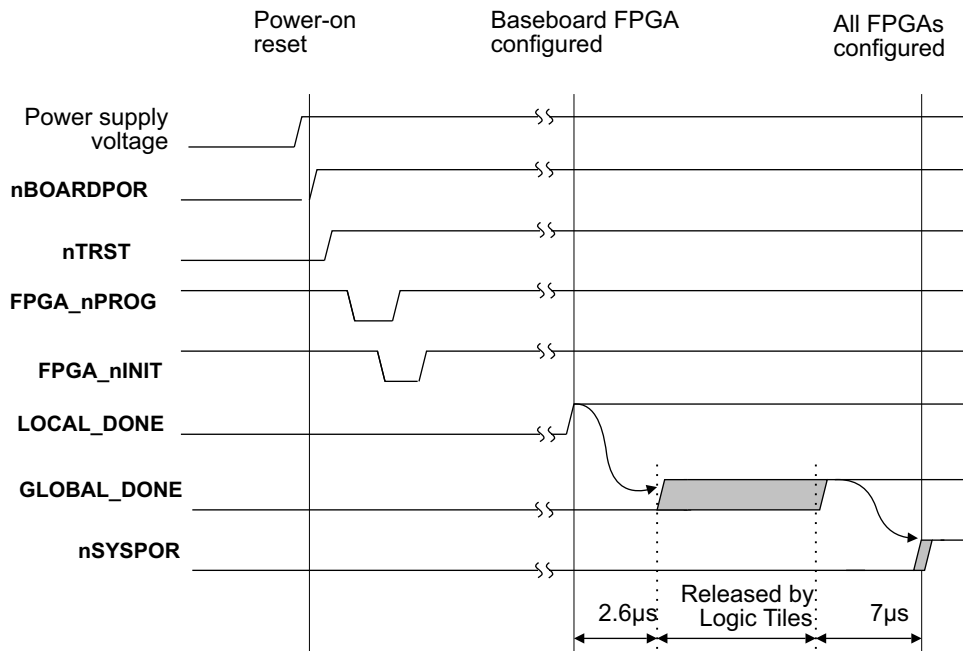 Power-on
reset
Baseboard FPGA
configured
All FPGAs
configured
Power supply
voltage
nBOARDPOR
nTRST
FPGA_nPROG
FPGA_nINIT
LOCAL_DONE
GLOBAL_DONE
nSYSPOR
2.6µs
Released by
Logic Tiles
7µs